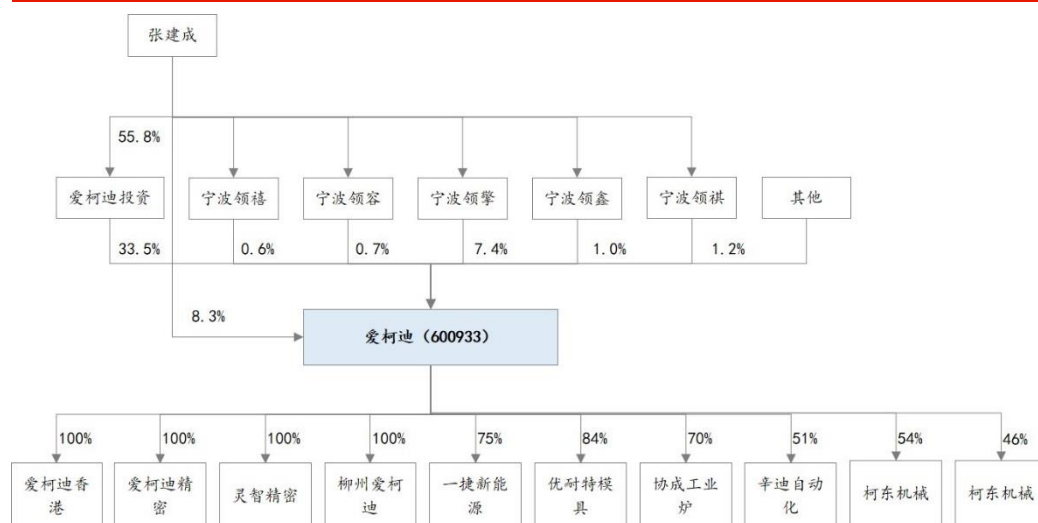 张建成
55.8%
爱柯迪投资
宁波领禧
宁波领容
宁波领擎
宁波领鑫
宁波领祺
其他
33.5%
0.6%
0.7%
7.4%
1.0%
1.2%
8.3%
爱柯迪（600933）
100%
100%
100%
100%
75%
84%
70%
51%
54%
46%
爱柯迪香
港
爱柯迪精
密
灵智精密
柳州爱柯
迪
一捷新能
源
优耐特模
具
协成工业
炉
辛迪自动
化
柯东机械
柯东机械